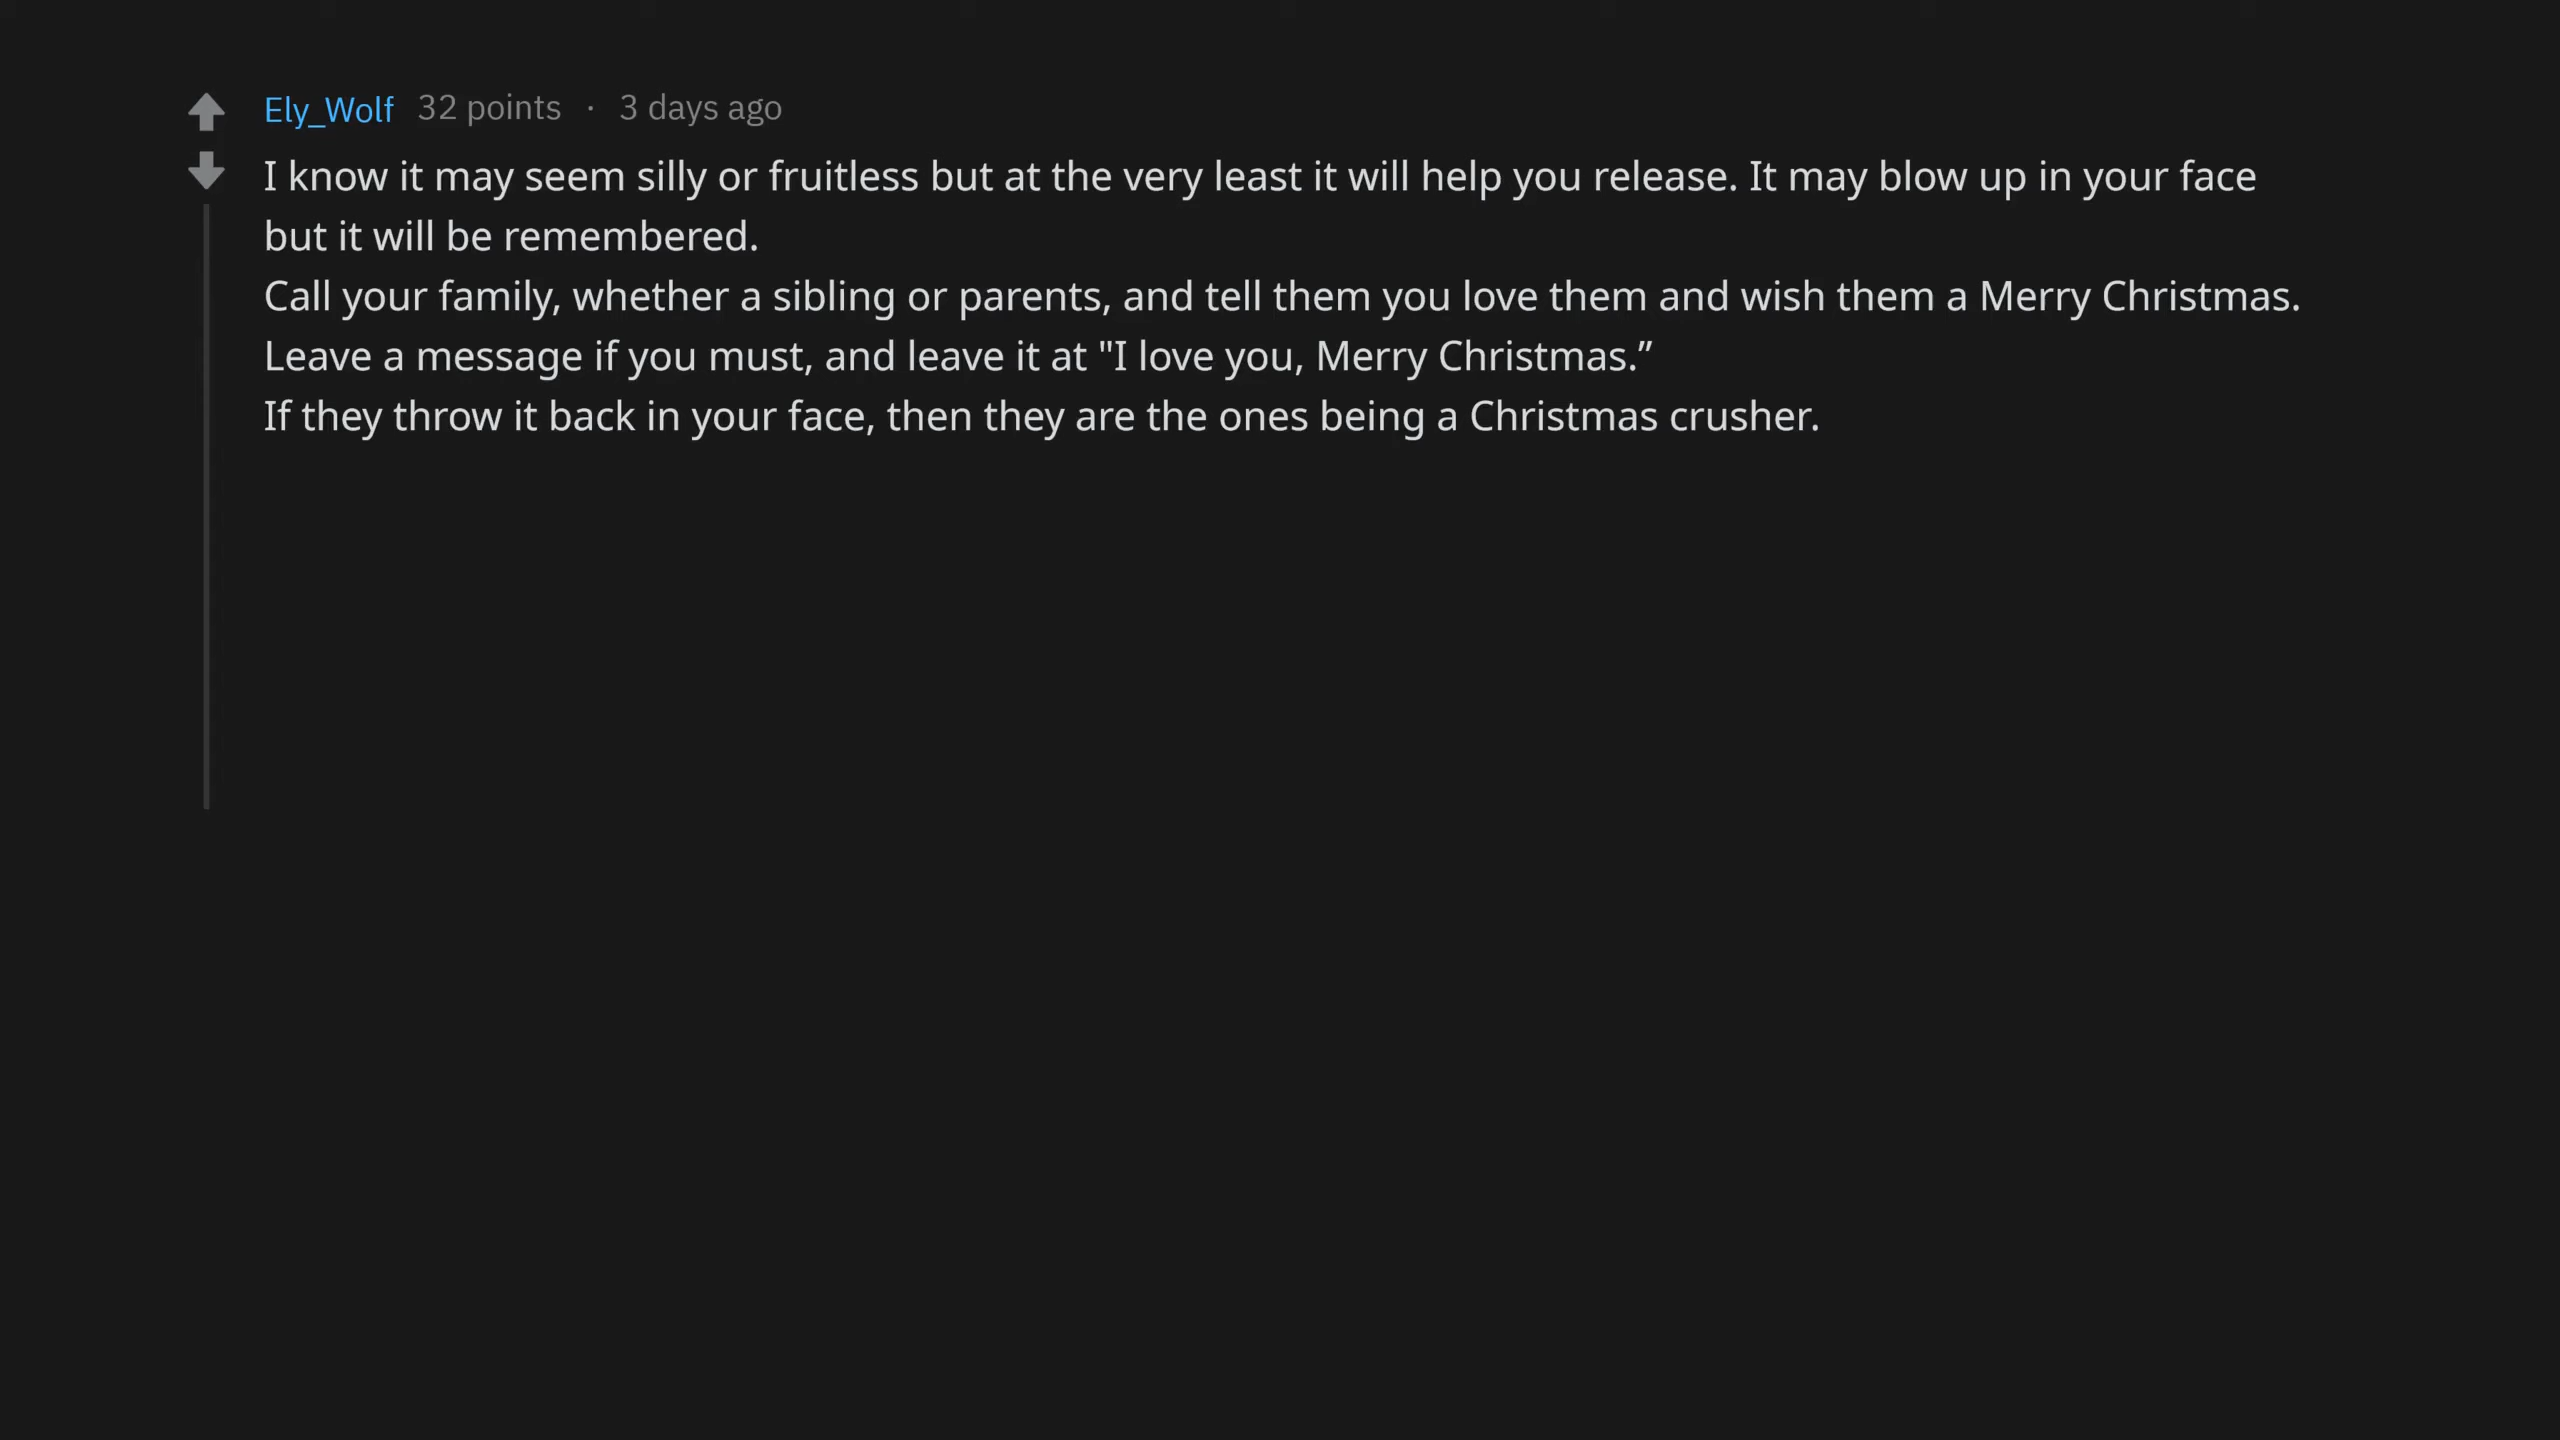 Ely_Wolf 32 points · 3 days ago
I know it may seem silly or fruitless but at the very least it will help you release. It may blow up in your face
but it will be remembered.
Call your family, whether a sibling or parents, and tell them you love them and wish them a Merry Christmas.
Leave a message if you must, and leave it at "I love you, Merry Christmas.”
If they throw it back in your face, then they are the ones being a Christmas crusher.